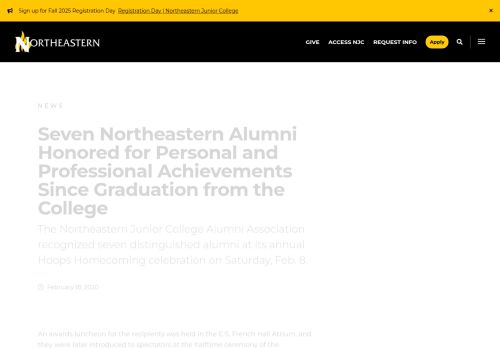 Sign up for Fall 2025 Registration Day Registration Day | Northeastern Junior College ×
NORTHEASTERN GIVE ACCESS NJC REQUEST INFO Apply
NEWS
Seven Northeastern Alumni
Honored for Personal and
Professional Achievements
Since Graduation from the
College
The Northeastern Junior College Alumni Association
recognized seven distinguished alumni at its annual
Hoops Homecoming celebration on Saturday, Feb. 8.
An awards luncheon for the recipients was held in the E.S. French Hall Atrium, and
they were later introduced to spectators at the halftime ceremony of the